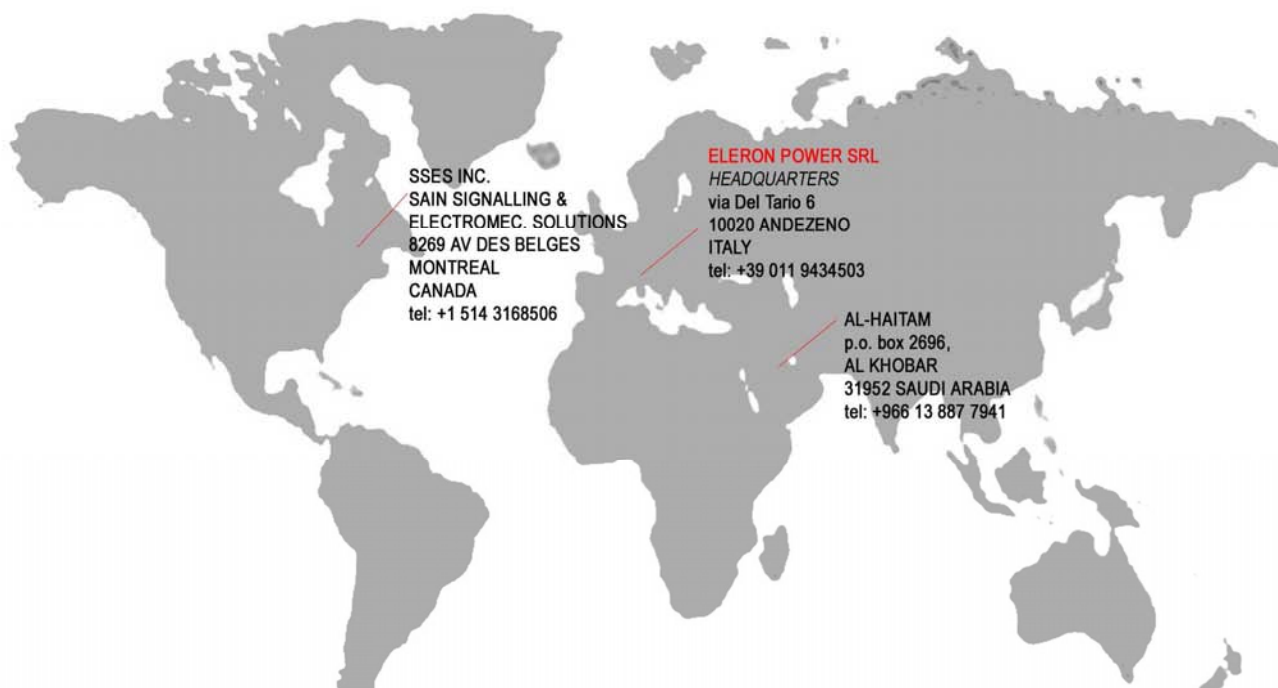 SSES INC.
SAIN SIGNALLING &
ELECTROMEC. SOLUTIONS
8269 AV DES BELGES
MONTREAL
CANADA
tel: +1 514 3168506
ELERON POWER SRL
HEADQUARTERS
via Del Tario 6
10020 ANDEZENO
ITALY
tel: +39 011 9434503
AL-HAITAM
p.o. box 2696,
AL KHOBAR
31952 SAUDI ARABIA
tel: +966 13 887 7941